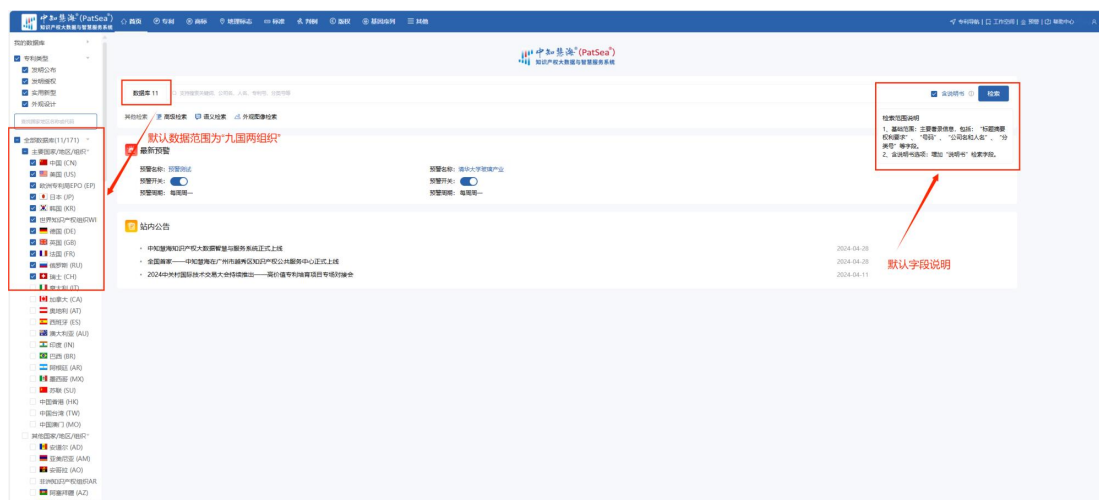 中知慧海®(PatSea) 知识产权大数据与智慧服务系统
首页 专利 商标 地理标志 标准 判例 版权 基因序列 其他
专利导航 | 工作空间 | 预警 | 帮助中心
我的数据库
专利类型
发明公布
发明授权
实用新型
外观设计
全部数据库(11/171)
主要国家/地区/组织
中国 (CN)
美国 (US)
欧洲专利局EPO (EP)
日本 (JP)
韩国 (KR)
世界知识产权组织WI
德国 (DE)
英国 (GB)
法国 (FR)
俄罗斯 (RU)
瑞士 (CH)
意大利 (IT)
加拿大 (CA)
奥地利 (AT)
西班牙 (ES)
澳大利亚 (AU)
印度 (IN)
巴西 (BR)
阿根廷 (AR)
墨西哥 (MX)
苏联 (SU)
中国香港 (HK)
中国台湾 (TW)
中国澳门 (MO)
其他国家/地区/组织
安道尔 (AD)
亚美尼亚 (AM)
安哥拉 (AO)
非洲知识产权组织AR
阿塞拜疆 (AZ)
中知慧海®(PatSea)
知识产权大数据与智慧服务系统
数据库 11
含说明书 检索
其他检索 高级检索 语义检索 外观图像检索
默认数据范围为“九国两组织”
检索范围说明
1、基础范围：主要著录信息，包括：“标题摘要
权利要求”、“号码”、“公司名和人名”、“分
类号”等字段。
2、含说明书选项：增加“说明书”检索字段。
默认字段说明
最新预警
预警名称：预警测试
预警开关：
预警周期：每周周一
预警名称：清华大学玻璃产业
预警开关：
预警周期：每周周一
站内公告
· 中知慧海知识产权大数据智慧与服务系统正式上线 2024-04-28
· 全国首家——中知慧海在广州市越秀区知识产权公共服务中心正式上线 2024-04-28
· 2024中关村国际技术交易大会持续推出——高价值专利培育项目专场对接会 2024-04-11